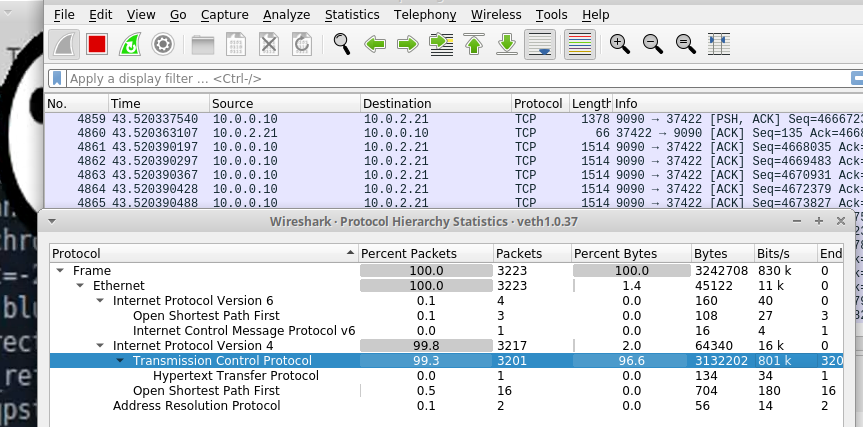 File Edit View Go Capture Analyze Statistics Telephony Wireless Tools Help
Apply a display filter … <Ctrl-/>
No. Time Source Destination Protocol Length Info
4859 43.520337540 10.0.0.10 10.0.2.21 TCP 1378 9090 → 37422 [PSH, ACK] Seq=4666723
4860 43.520363107 10.0.2.21 10.0.0.10 TCP 66 37422 → 9090 [ACK] Seq=135 Ack=4668
4861 43.520390197 10.0.0.10 10.0.2.21 TCP 1514 9090 → 37422 [ACK] Seq=4668035 Ack=
4862 43.520390297 10.0.0.10 10.0.2.21 TCP 1514 9090 → 37422 [ACK] Seq=4669483 Ack=
4863 43.520390367 10.0.0.10 10.0.2.21 TCP 1514 9090 → 37422 [ACK] Seq=4670931 Ack=
4864 43.520390428 10.0.0.10 10.0.2.21 TCP 1514 9090 → 37422 [ACK] Seq=4672379 Ack=
4865 43.520390488 10.0.0.10 10.0.2.21 TCP 1514 9090 → 37422 [ACK] Seq=4673827 Ack=
Wireshark · Protocol Hierarchy Statistics · veth1.0.37
Protocol Percent Packets Packets Percent Bytes Bytes Bits/s End
Frame 100.0 3223 100.0 3242708 830 k 0
Ethernet 100.0 3223 1.4 45122 11 k 0
Internet Protocol Version 6 0.1 4 0.0 160 40 0
Open Shortest Path First 0.1 3 0.0 108 27 3
Internet Control Message Protocol v6 0.0 1 0.0 16 4 1
Internet Protocol Version 4 99.8 3217 2.0 64340 16 k 0
Transmission Control Protocol 99.3 3201 96.6 3132202 801 k 320
Hypertext Transfer Protocol 0.0 1 0.0 134 34 1
Open Shortest Path First 0.5 16 0.0 704 180 16
Address Resolution Protocol 0.1 2 0.0 56 14 2